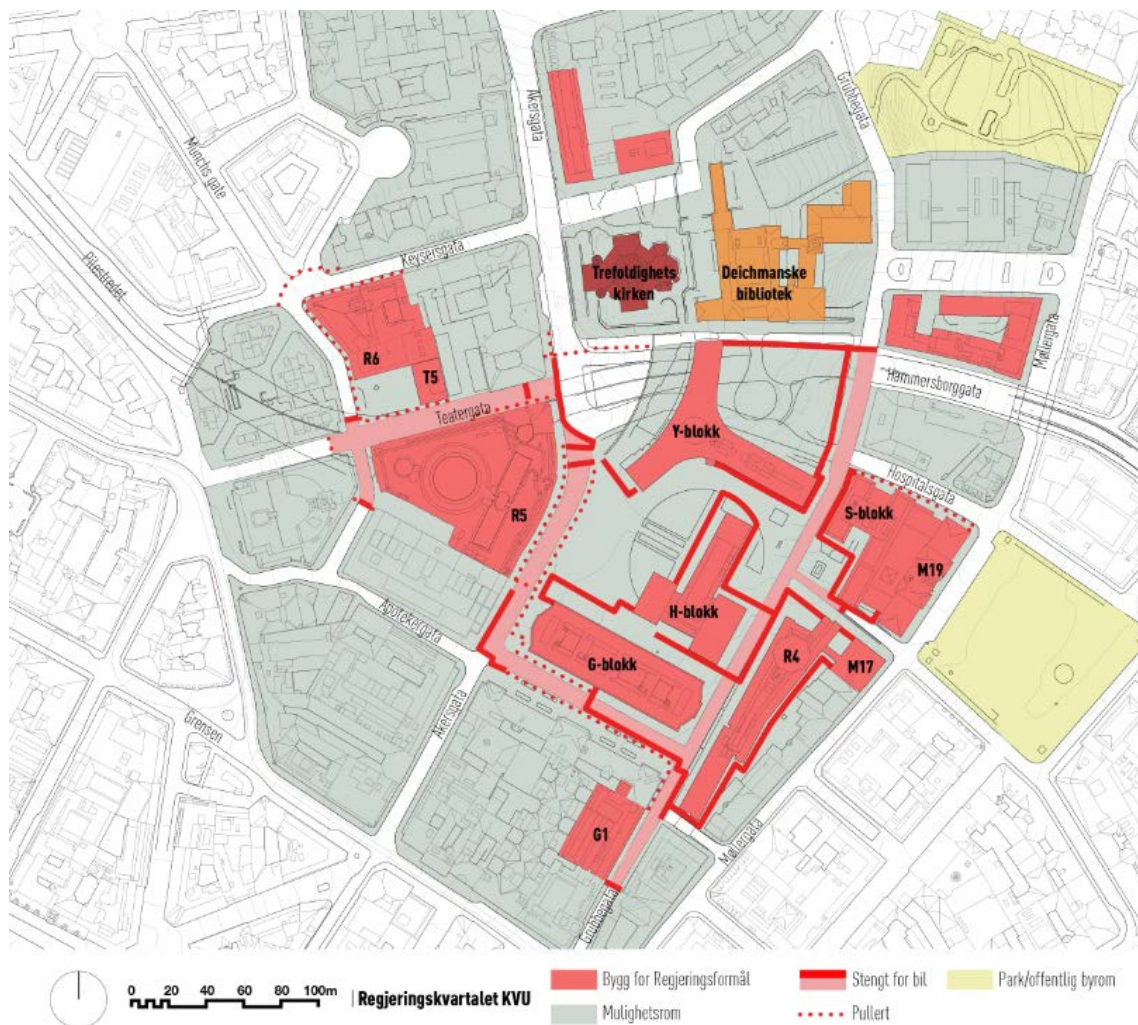 Akersgata
Grubbegata
Munchs gate
Pilestredet
Keysersgata
Trefoldighets
kirken
Deichmanske
bibliotek
Møllergata
R6
T5
Hammersborggata
Teatergata
Y-blokk
Hospitalsgata
R5
S-blokk
M19
H-blokk
Apotekergata
G-blokk
R4
M17
Akersgata
Grensen
G1
Møllergata
Grubbegata
0 20 40 60 80 100m
Regjeringskvartalet KVU
Bygg for Regjeringsformål
Mulighetsrom
Stengt for bil
Pullert
Park/offentlig byrom